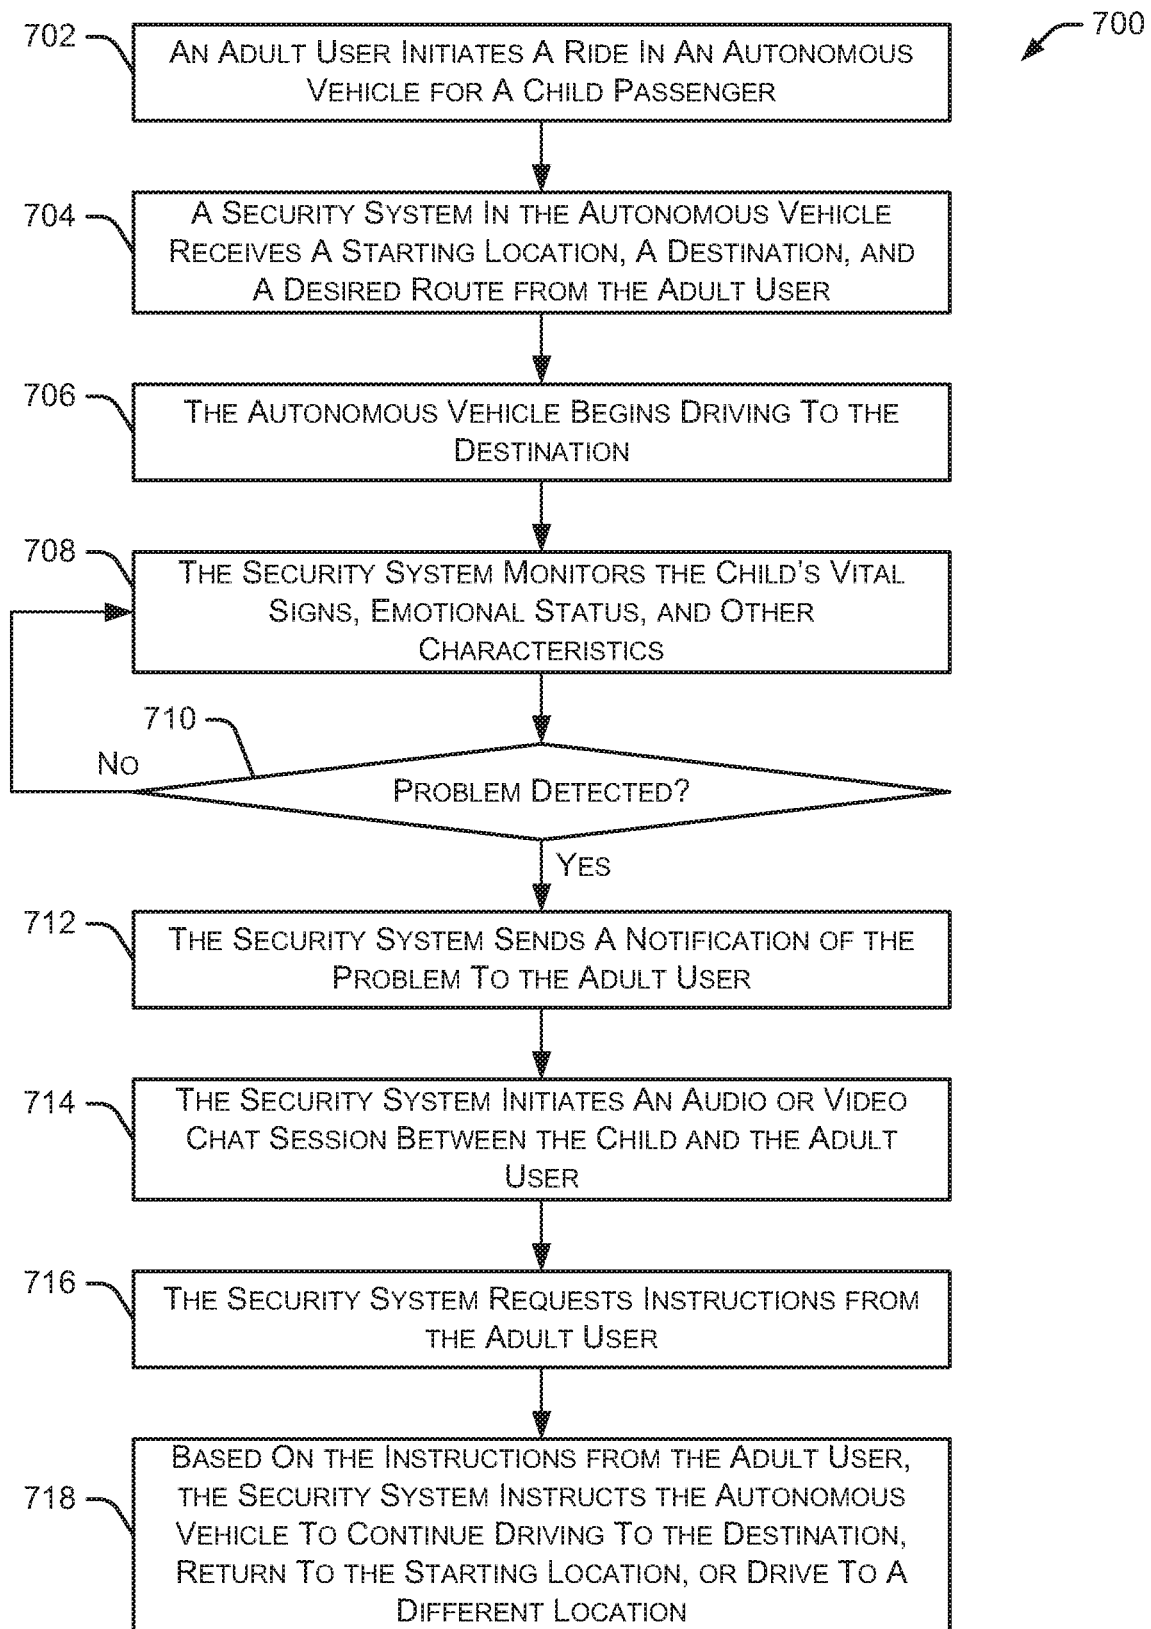 700
702
AN ADULT USER INITIATES A RIDE IN AN AUTONOMOUS
VEHICLE FOR A CHILD PASSENGER
704
A SECURITY SYSTEM IN THE AUTONOMOUS VEHICLE
RECEIVES A STARTING LOCATION, A DESTINATION, AND
A DESIRED ROUTE FROM THE ADULT USER
706
THE AUTONOMOUS VEHICLE BEGINS DRIVING TO THE
DESTINATION
708
THE SECURITY SYSTEM MONITORS THE CHILD'S VITAL
SIGNS, EMOTIONAL STATUS, AND OTHER
CHARACTERISTICS
710
NO
PROBLEM DETECTED?
YES
712
THE SECURITY SYSTEM SENDS A NOTIFICATION OF THE
PROBLEM TO THE ADULT USER
714
THE SECURITY SYSTEM INITIATES AN AUDIO OR VIDEO
CHAT SESSION BETWEEN THE CHILD AND THE ADULT
USER
716
THE SECURITY SYSTEM REQUESTS INSTRUCTIONS FROM
THE ADULT USER
718
BASED ON THE INSTRUCTIONS FROM THE ADULT USER,
THE SECURITY SYSTEM INSTRUCTS THE AUTONOMOUS
VEHICLE TO CONTINUE DRIVING TO THE DESTINATION,
RETURN TO THE STARTING LOCATION, OR DRIVE TO A
DIFFERENT LOCATION